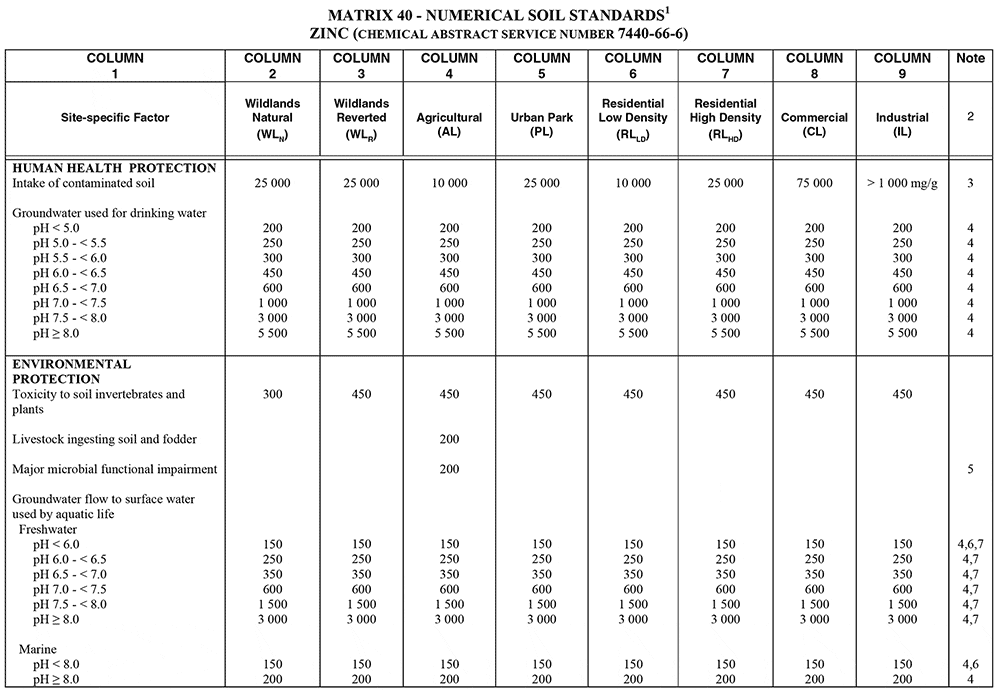 MATRIX 40 - NUMERICAL SOIL STANDARDS1
ZINC (CHEMICAL ABSTRACT SERVICE NUMBER 7440-66-6)
COLUMN 1 COLUMN 2 COLUMN 3 COLUMN 4 COLUMN 5 COLUMN 6 COLUMN 7 COLUMN 8 COLUMN 9 Note
Site-specific Factor Wildlands Natural (WLN) Wildlands Reverted (WLR) Agricultural (AL) Urban Park (PL) Residential Low Density (RLLD) Residential High Density (RLHD) Commercial (CL) Industrial (IL) 2
HUMAN HEALTH PROTECTION
Intake of contaminated soil 25 000 25 000 10 000 25 000 10 000 25 000 75 000 > 1 000 mg/g 3
Groundwater used for drinking water
pH < 5.0 200 200 200 200 200 200 200 200 4
pH 5.0 - < 5.5 250 250 250 250 250 250 250 250 4
pH 5.5 - < 6.0 300 300 300 300 300 300 300 300 4
pH 6.0 - < 6.5 450 450 450 450 450 450 450 450 4
pH 6.5 - < 7.0 600 600 600 600 600 600 600 600 4
pH 7.0 - < 7.5 1 000 1 000 1 000 1 000 1 000 1 000 1 000 1 000 4
pH 7.5 - < 8.0 3 000 3 000 3 000 3 000 3 000 3 000 3 000 3 000 4
pH ≥ 8.0 5 500 5 500 5 500 5 500 5 500 5 500 5 500 5 500 4
ENVIRONMENTAL
PROTECTION
Toxicity to soil invertebrates and 300 450 450 450 450 450 450 450
plants
Livestock ingesting soil and fodder 200
Major microbial functional impairment 200 5
Groundwater flow to surface water
used by aquatic life
Freshwater
pH < 6.0 150 150 150 150 150 150 150 150 4,6,7
pH 6.0 - < 6.5 250 250 250 250 250 250 250 250 4,7
pH 6.5 - < 7.0 350 350 350 350 350 350 350 350 4,7
pH 7.0 - < 7.5 600 600 600 600 600 600 600 600 4,7
pH 7.5 - < 8.0 1 500 1 500 1 500 1 500 1 500 1 500 1 500 1 500 4,7
pH ≥ 8.0 3 000 3 000 3 000 3 000 3 000 3 000 3 000 3 000 4,7
Marine
pH < 8.0 150 150 150 150 150 150 150 150 4,6
pH ≥ 8.0 200 200 200 200 200 200 200 200 4